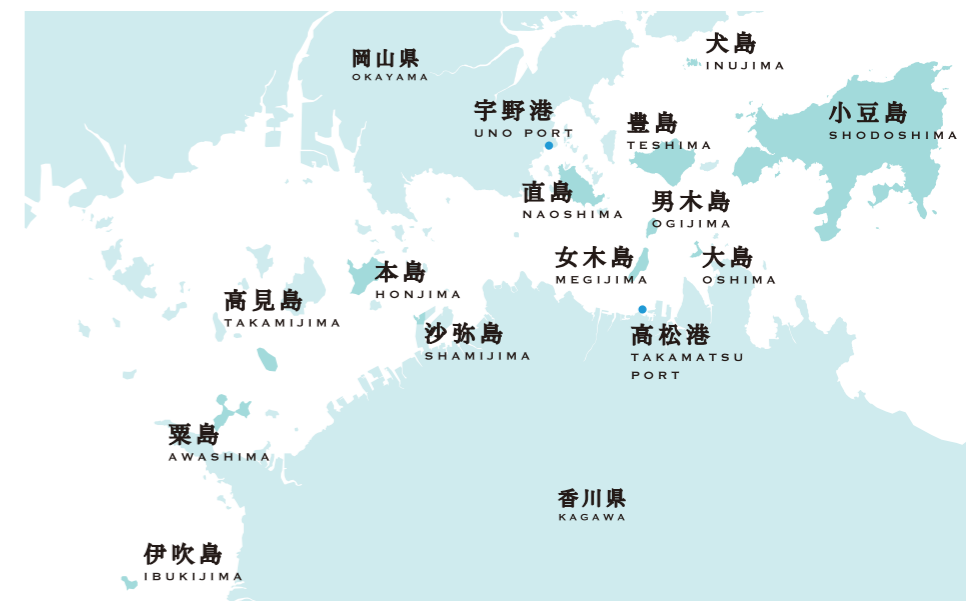 犬島
INUJIMA
岡山県
OKAYAMA
宇野港
UNO PORT
豊島
TESHIMA
小豆島
SHODOSHIMA
直島
NAOSHIMA
男木島
OGIJIMA
女木島
MEGIJIMA
大島
OSHIMA
本島
HONJIMA
高見島
TAKAMIJIMA
沙弥島
SHAMIJIMA
高松港
TAKAMATSU
PORT
粟島
AWASHIMA
香川県
KAGAWA
伊吹島
IBUKIJIMA